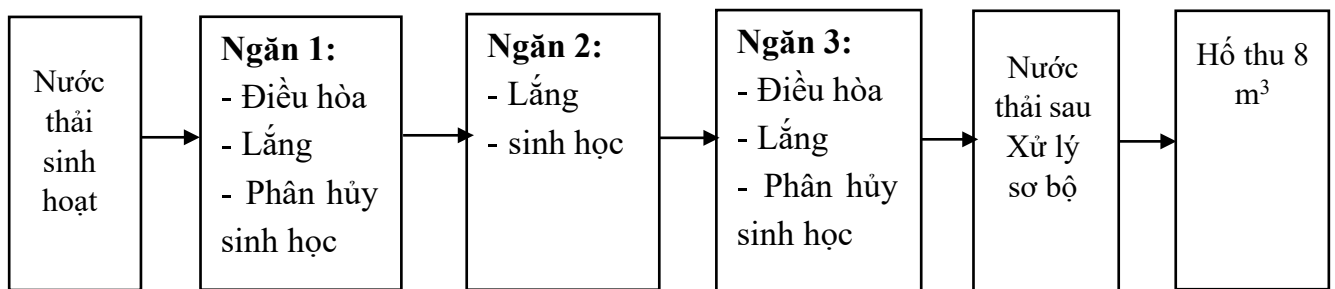 Nước
thải
sinh
hoạt
Ngăn 1:
- Điều hòa
- Lắng
- Phân hủy
sinh học
Ngăn 2:
- Lắng
- sinh học
Ngăn 3:
- Điều hòa
- Lắng
- Phân hủy
sinh học
Nước
thải sau
Xử lý
sơ bộ
Hố thu 8
m³